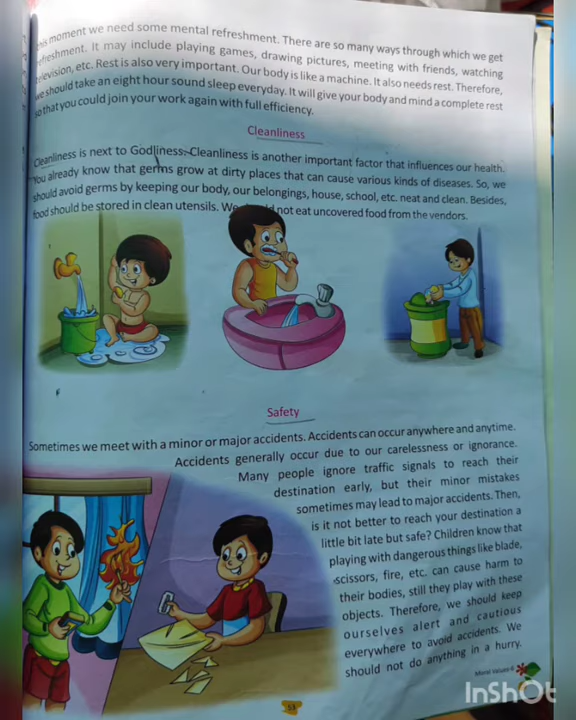 this moment we need some mental refreshment. There are so many ways through which we get
refreshment. It may include playing games, drawing pictures, meeting with friends, watching
television, etc. Rest is also very important. Our body is like a machine. It also needs rest. Therefore,
we should take an eight hour sound sleep everyday. It will give your body and mind a complete rest
so that you could join your work again with full efficiency.
Cleanliness
Cleanliness is next to Godliness. Cleanliness is another important factor that influences our health.
You already know that germs grow at dirty places that can cause various kinds of diseases. So, we
should avoid germs by keeping our body, our belongings, house, school, etc. neat and clean. Besides,
food should be stored in clean utensils. We should not eat uncovered food from the vendors.
Safety
Sometimes we meet with a minor or major accidents. Accidents can occur anywhere and anytime.
Accidents generally occur due to our carelessness or ignorance.
Many people ignore traffic signals to reach their
destination early, but their minor mistakes
sometimes may lead to major accidents. Then,
is it not better to reach your destination a
little bit late but safe? Children know that
playing with dangerous things like blade,
scissors, fire, etc. can cause harm to
their bodies, still they play with these
objects. Therefore, we should keep
ourselves alert and cautious
everywhere to avoid accidents. We
should not do anything in a hurry.
Moral Values-6
53
InShOt